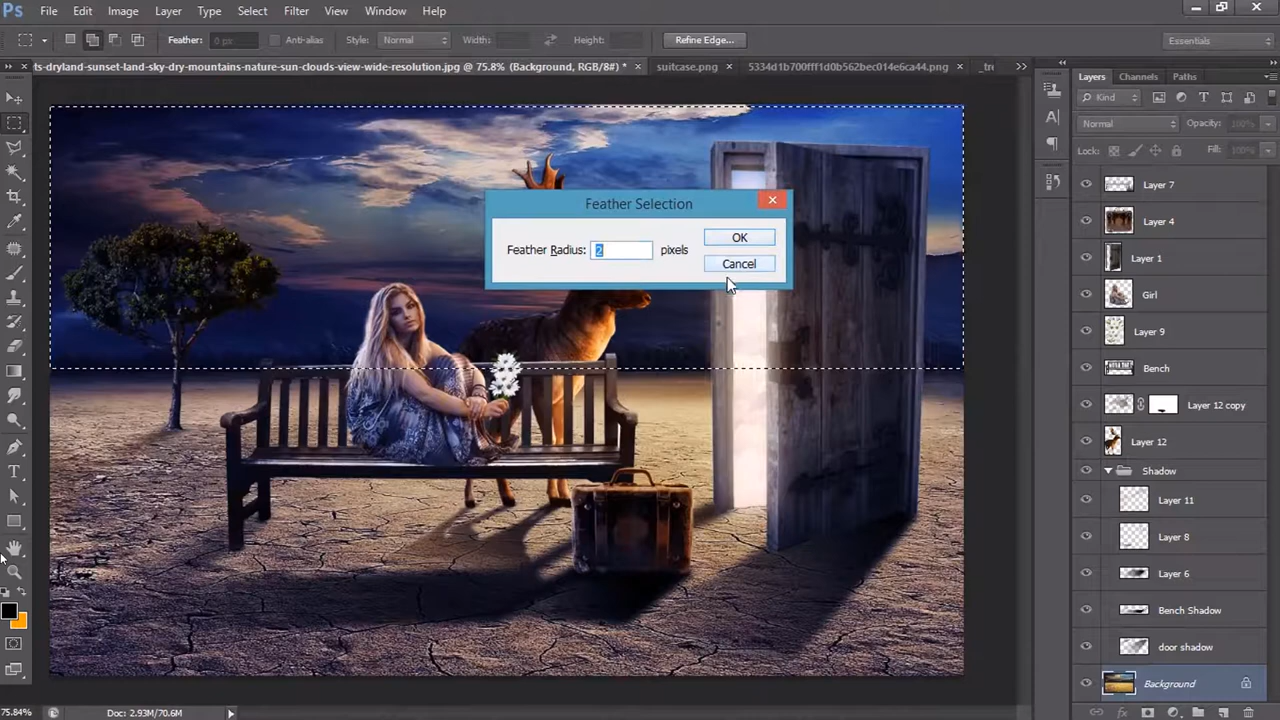 Ps File Edit Image Layer Type Select Filter View Window Help
Feather: 0 px Anti-alias Style: Normal Width: Height: Refine Edge... Essentials
ts-dryland-sunset-land-sky-dry-mountains-nature-sun-clouds-view-wide-resolution.jpg @ 75.8% (Background, RGB/8#) * × suitcase.png × 5334d1b700fff1d0b562bec014e6ca44.png × _tre
Layers Channels Paths
Kind
Normal Opacity: 100%
Lock: Fill: 100%
Layer 7
Layer 4
Layer 1
Girl
Layer 9
Bench
Layer 12 copy
Layer 12
Shadow
Layer 11
Layer 8
Layer 6
Bench Shadow
door shadow
Background
Feather Selection
Feather Radius: 2 pixels
OK
Cancel
75.84% Doc: 2.93M/70.6M